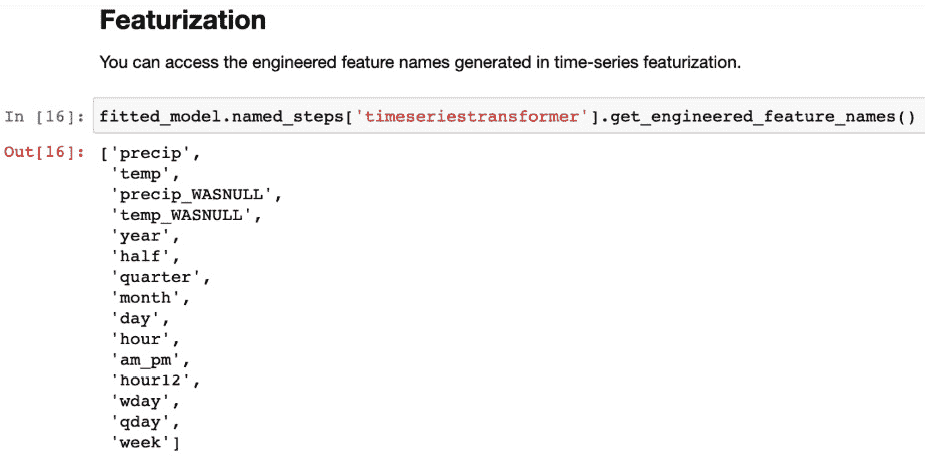 Featurization
You can access the engineered feature names generated in time-series featurization.
In [16]: fitted_model.named_steps['timeseriestransformer'].get_engineered_feature_names()
Out[16]: ['precip',
'temp',
'precip_WASNULL',
'temp_WASNULL',
'year',
'half',
'quarter',
'month',
'day',
'hour',
'am_pm',
'hour12',
'wday',
'qday',
'week']